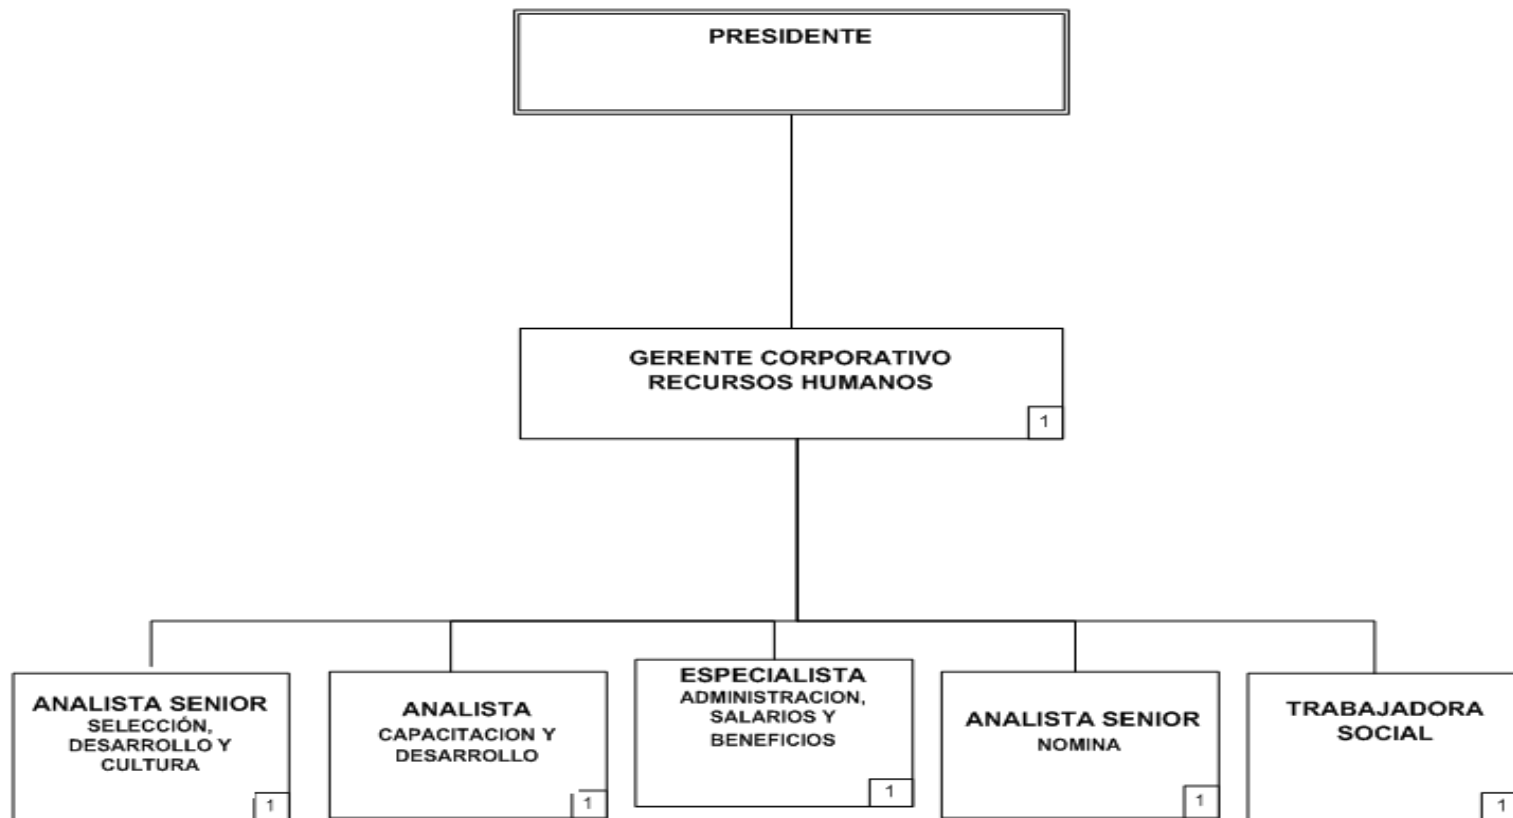 PRESIDENTE
GERENTE CORPORATIVO
RECURSOS HUMANOS
1
ANALISTA SENIOR
SELECCIÓN,
DESARROLLO Y
CULTURA
1
ANALISTA
CAPACITACION Y
DESARROLLO
1
ESPECIALISTA
ADMINISTRACION,
SALARIOS Y
BENEFICIOS
1
ANALISTA SENIOR
NOMINA
1
TRABAJADORA
SOCIAL
1